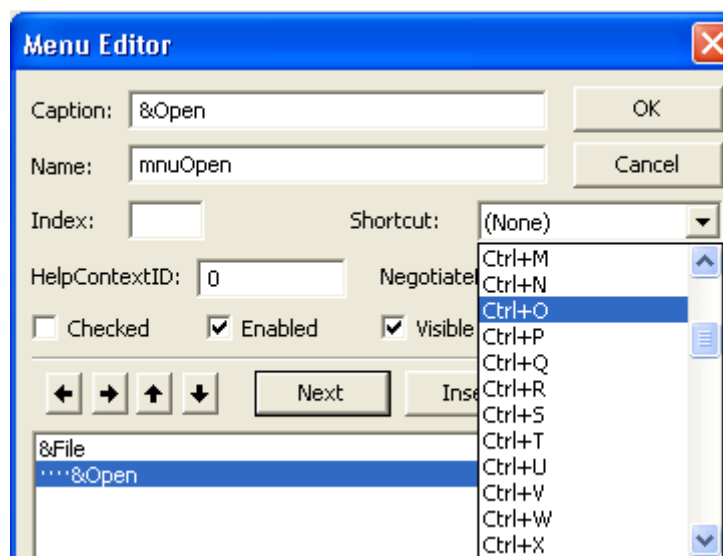 Menu Editor
Caption: &Open
OK
Name: mnuOpen
Cancel
Index:
Shortcut: (None)
HelpContextID: 0
Checked
Enabled
Visible
Next
&File
····&Open
Ctrl+M
Ctrl+N
Ctrl+O
Ctrl+P
Ctrl+Q
Ctrl+R
Ctrl+S
Ctrl+T
Ctrl+U
Ctrl+V
Ctrl+W
Ctrl+X